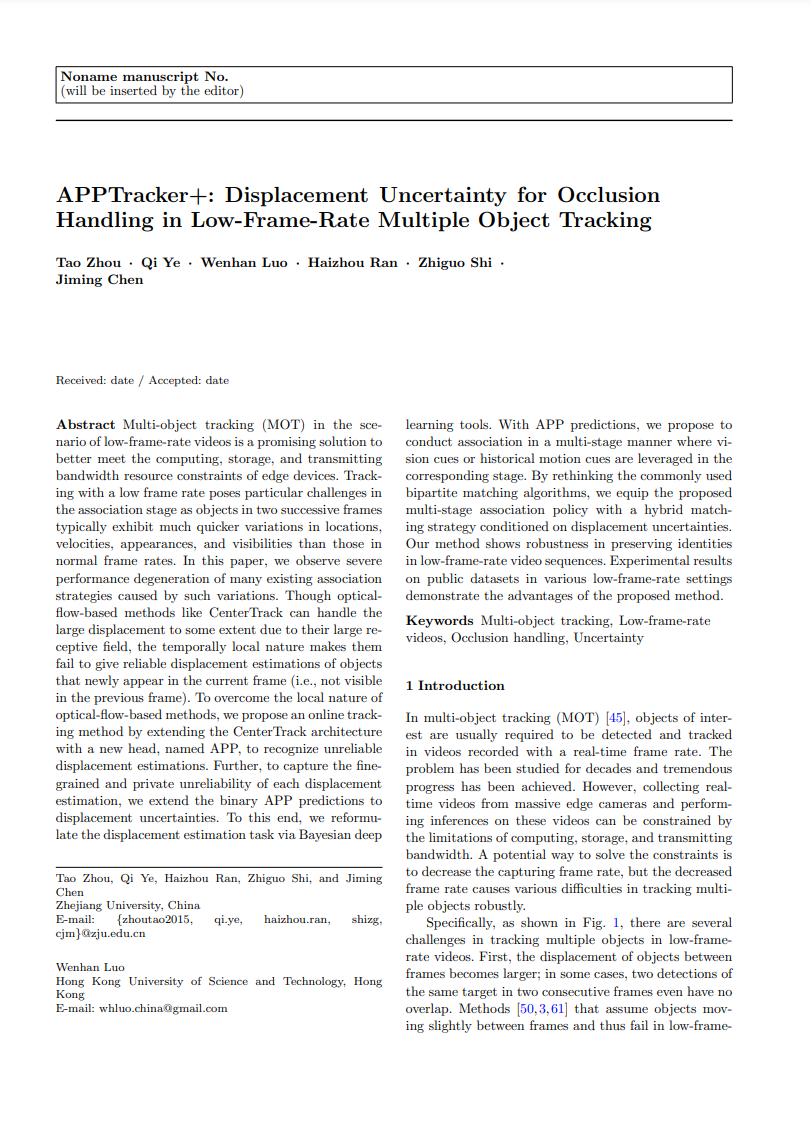 Noname manuscript No.
(will be inserted by the editor)
APPTracker+: Displacement Uncertainty for Occlusion
Handling in Low-Frame-Rate Multiple Object Tracking
Tao Zhou · Qi Ye · Wenhan Luo · Haizhou Ran · Zhiguo Shi ·
Jiming Chen
Received: date / Accepted: date
Abstract Multi-object tracking (MOT) in the sce-
nario of low-frame-rate videos is a promising solution to
better meet the computing, storage, and transmitting
bandwidth resource constraints of edge devices. Track-
ing with a low frame rate poses particular challenges in
the association stage as objects in two successive frames
typically exhibit much quicker variations in locations,
velocities, appearances, and visibilities than those in
normal frame rates. In this paper, we observe severe
performance degeneration of many existing association
strategies caused by such variations. Though optical-
flow-based methods like CenterTrack can handle the
large displacement to some extent due to their large re-
ceptive field, the temporally local nature makes them
fail to give reliable displacement estimations of objects
that newly appear in the current frame (i.e., not visible
in the previous frame). To overcome the local nature of
optical-flow-based methods, we propose an online track-
ing method by extending the CenterTrack architecture
with a new head, named APP, to recognize unreliable
displacement estimations. Further, to capture the fine-
grained and private unreliability of each displacement
estimation, we extend the binary APP predictions to
displacement uncertainties. To this end, we reformu-
late the displacement estimation task via Bayesian deep
Tao Zhou, Qi Ye, Haizhou Ran, Zhiguo Shi, and Jiming
Chen
Zhejiang University, China
E-mail: {zhoutao2015, qi.ye, haizhou.ran, shizg,
cjm}@zju.edu.cn
Wenhan Luo
Hong Kong University of Science and Technology, Hong
Kong
E-mail: whluo.china@gmail.com
learning tools. With APP predictions, we propose to
conduct association in a multi-stage manner where vi-
sion cues or historical motion cues are leveraged in the
corresponding stage. By rethinking the commonly used
bipartite matching algorithms, we equip the proposed
multi-stage association policy with a hybrid match-
ing strategy conditioned on displacement uncertainties.
Our method shows robustness in preserving identities
in low-frame-rate video sequences. Experimental results
on public datasets in various low-frame-rate settings
demonstrate the advantages of the proposed method.
Keywords Multi-object tracking, Low-frame-rate
videos, Occlusion handling, Uncertainty
1 Introduction
In multi-object tracking (MOT) [45], objects of inter-
est are usually required to be detected and tracked
in videos recorded with a real-time frame rate. The
problem has been studied for decades and tremendous
progress has been achieved. However, collecting real-
time videos from massive edge cameras and perform-
ing inferences on these videos can be constrained by
the limitations of computing, storage, and transmitting
bandwidth. A potential way to solve the constraints is
to decrease the capturing frame rate, but the decreased
frame rate causes various difficulties in tracking multi-
ple objects robustly.
Specifically, as shown in Fig. 1, there are several
challenges in tracking multiple objects in low-frame-
rate videos. First, the displacement of objects between
frames becomes larger; in some cases, two detections of
the same target in two consecutive frames even have no
overlap. Methods [50,3,61] that assume objects mov-
ing slightly between frames and thus fail in low-frame-